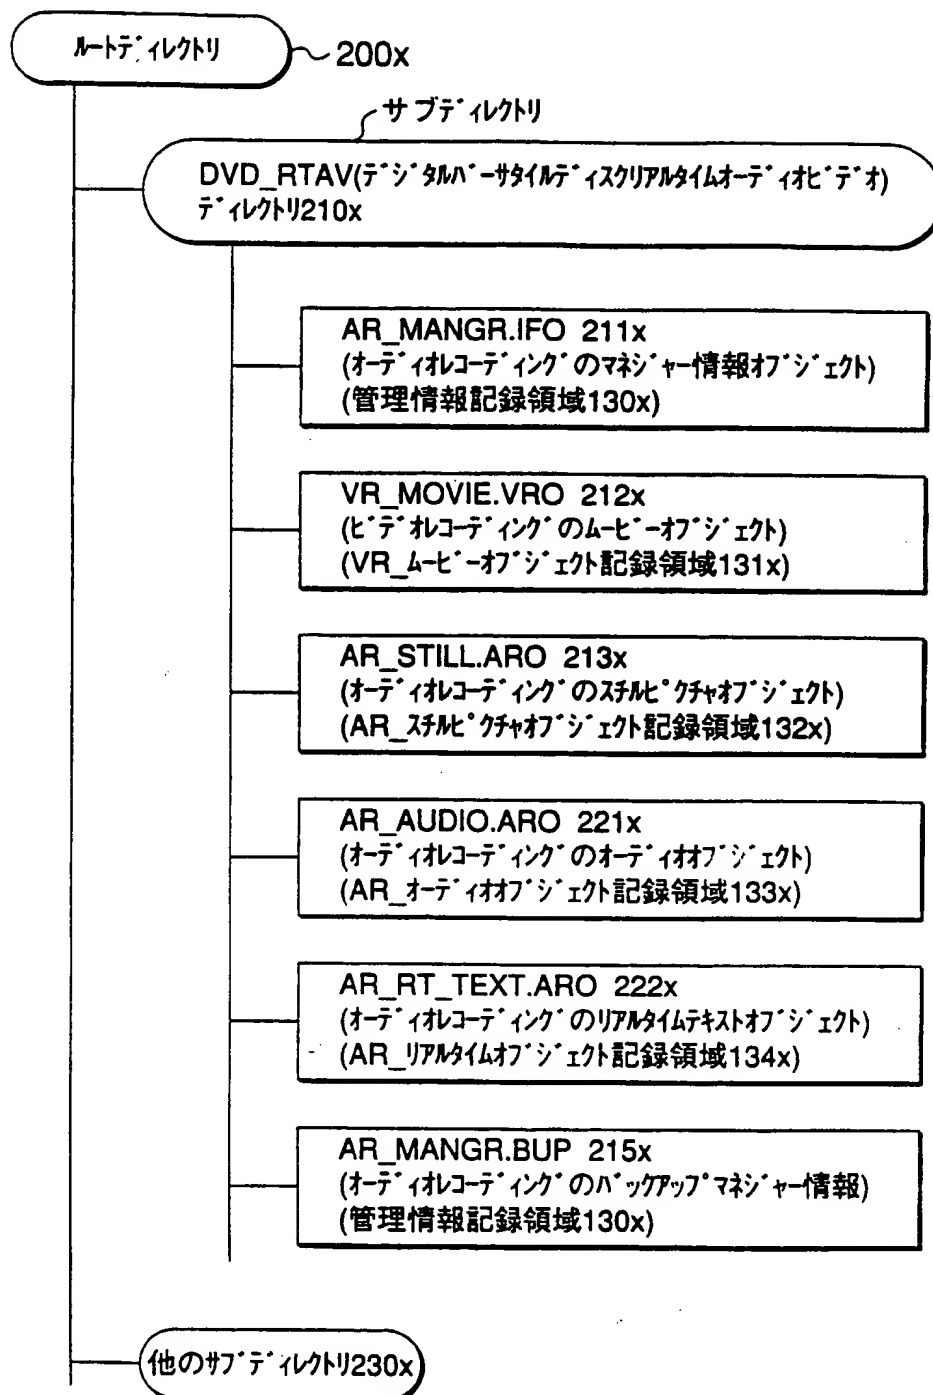 ﾙｰﾄﾃﾞｨﾚｸﾄﾘ
200x
サブﾃﾞｨﾚｸﾄﾘ
DVD_RTAV(ﾃﾞｼﾞﾀﾙﾊﾞｰｻﾀｲﾙﾃﾞｨｽｸﾘｱﾙﾀｲﾑｵｰﾃﾞｨｵﾋﾞﾃﾞｵ)
ﾃﾞｨﾚｸﾄﾘ210x
AR_MANGR.IFO 211x
(ｵｰﾃﾞｨｵﾚｺｰﾃﾞｨﾝｸﾞのﾏﾈｼﾞｬｰ情報ｵﾌﾞｼﾞｪｸﾄ)
(管理情報記録領域130x)
VR_MOVIE.VRO 212x
(ﾋﾞﾃﾞｵﾚｺｰﾃﾞｨﾝｸﾞのﾑｰﾋﾞｰｵﾌﾞｼﾞｪｸﾄ)
(VR_ﾑｰﾋﾞｰｵﾌﾞｼﾞｪｸﾄ記録領域131x)
AR_STILL.ARO 213x
(ｵｰﾃﾞｨｵﾚｺｰﾃﾞｨﾝｸﾞのｽﾁﾙﾋﾟｸﾁｬｵﾌﾞｼﾞｪｸﾄ)
(AR_ｽﾁﾙﾋﾟｸﾁｬｵﾌﾞｼﾞｪｸﾄ記録領域132x)
AR_AUDIO.ARO 221x
(ｵｰﾃﾞｨｵﾚｺｰﾃﾞｨﾝｸﾞのｵｰﾃﾞｨｵｵﾌﾞｼﾞｪｸﾄ)
(AR_ｵｰﾃﾞｨｵｵﾌﾞｼﾞｪｸﾄ記録領域133x)
AR_RT_TEXT.ARO 222x
(ｵｰﾃﾞｨｵﾚｺｰﾃﾞｨﾝｸﾞのﾘｱﾙﾀｲﾑﾃｷｽﾄｵﾌﾞｼﾞｪｸﾄ)
(AR_ﾘｱﾙﾀｲﾑｵﾌﾞｼﾞｪｸﾄ記録領域134x)
AR_MANGR.BUP 215x
(ｵｰﾃﾞｨｵﾚｺｰﾃﾞｨﾝｸﾞのﾊﾞｯｸｱｯﾌﾟﾏﾈｼﾞｬｰ情報)
(管理情報記録領域130x)
他のｻﾌﾞﾃﾞｨﾚｸﾄﾘ230x